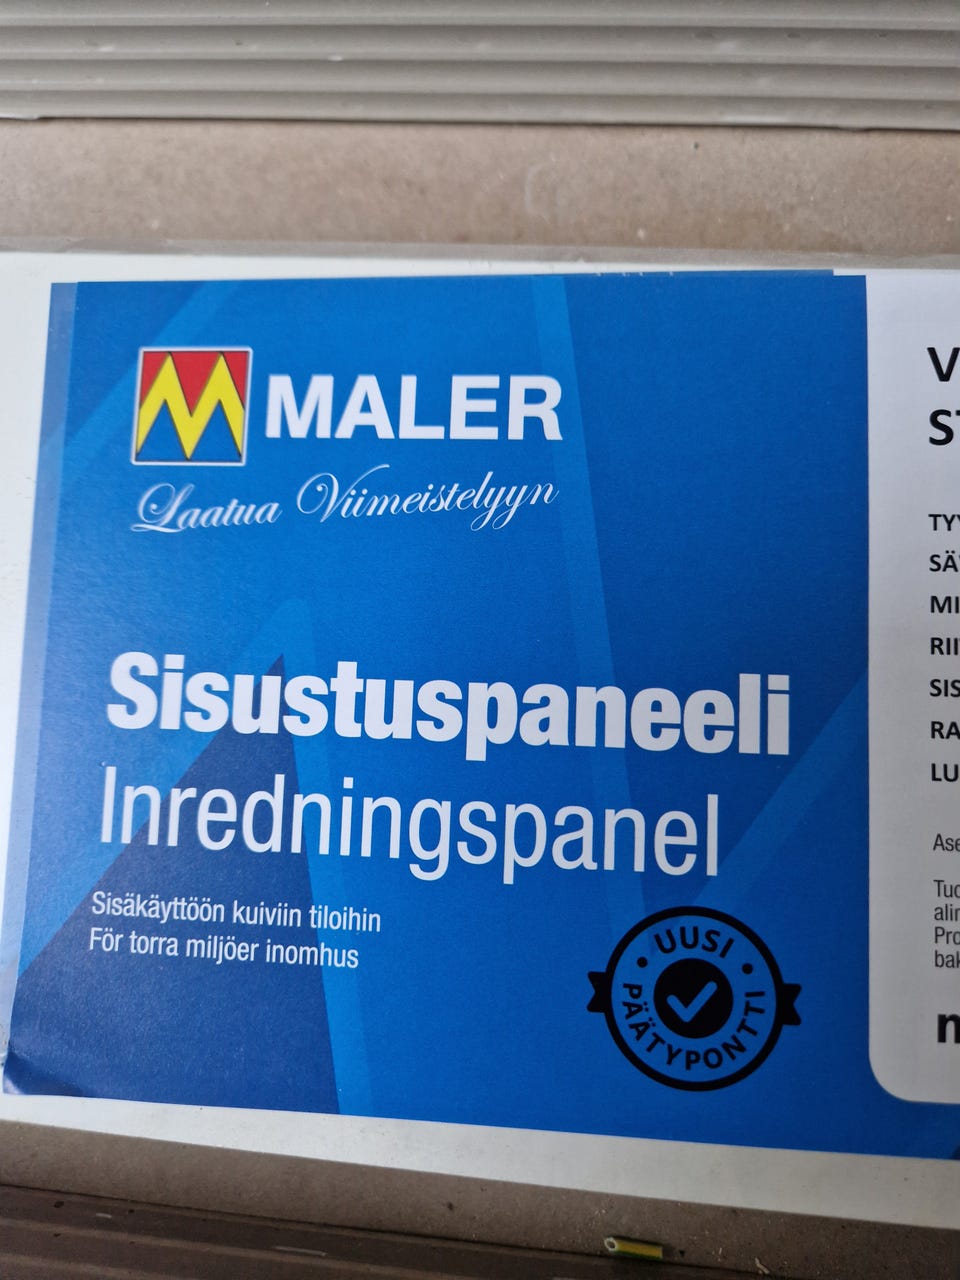 MALER
Laatua Viimeistelyyn
Sisustuspaneeli
Inredningspanel
Sisäkäyttöön kuiviin tiloihin
För torra miljöer inomhus
UUSI
PÄÄTYPONTTI